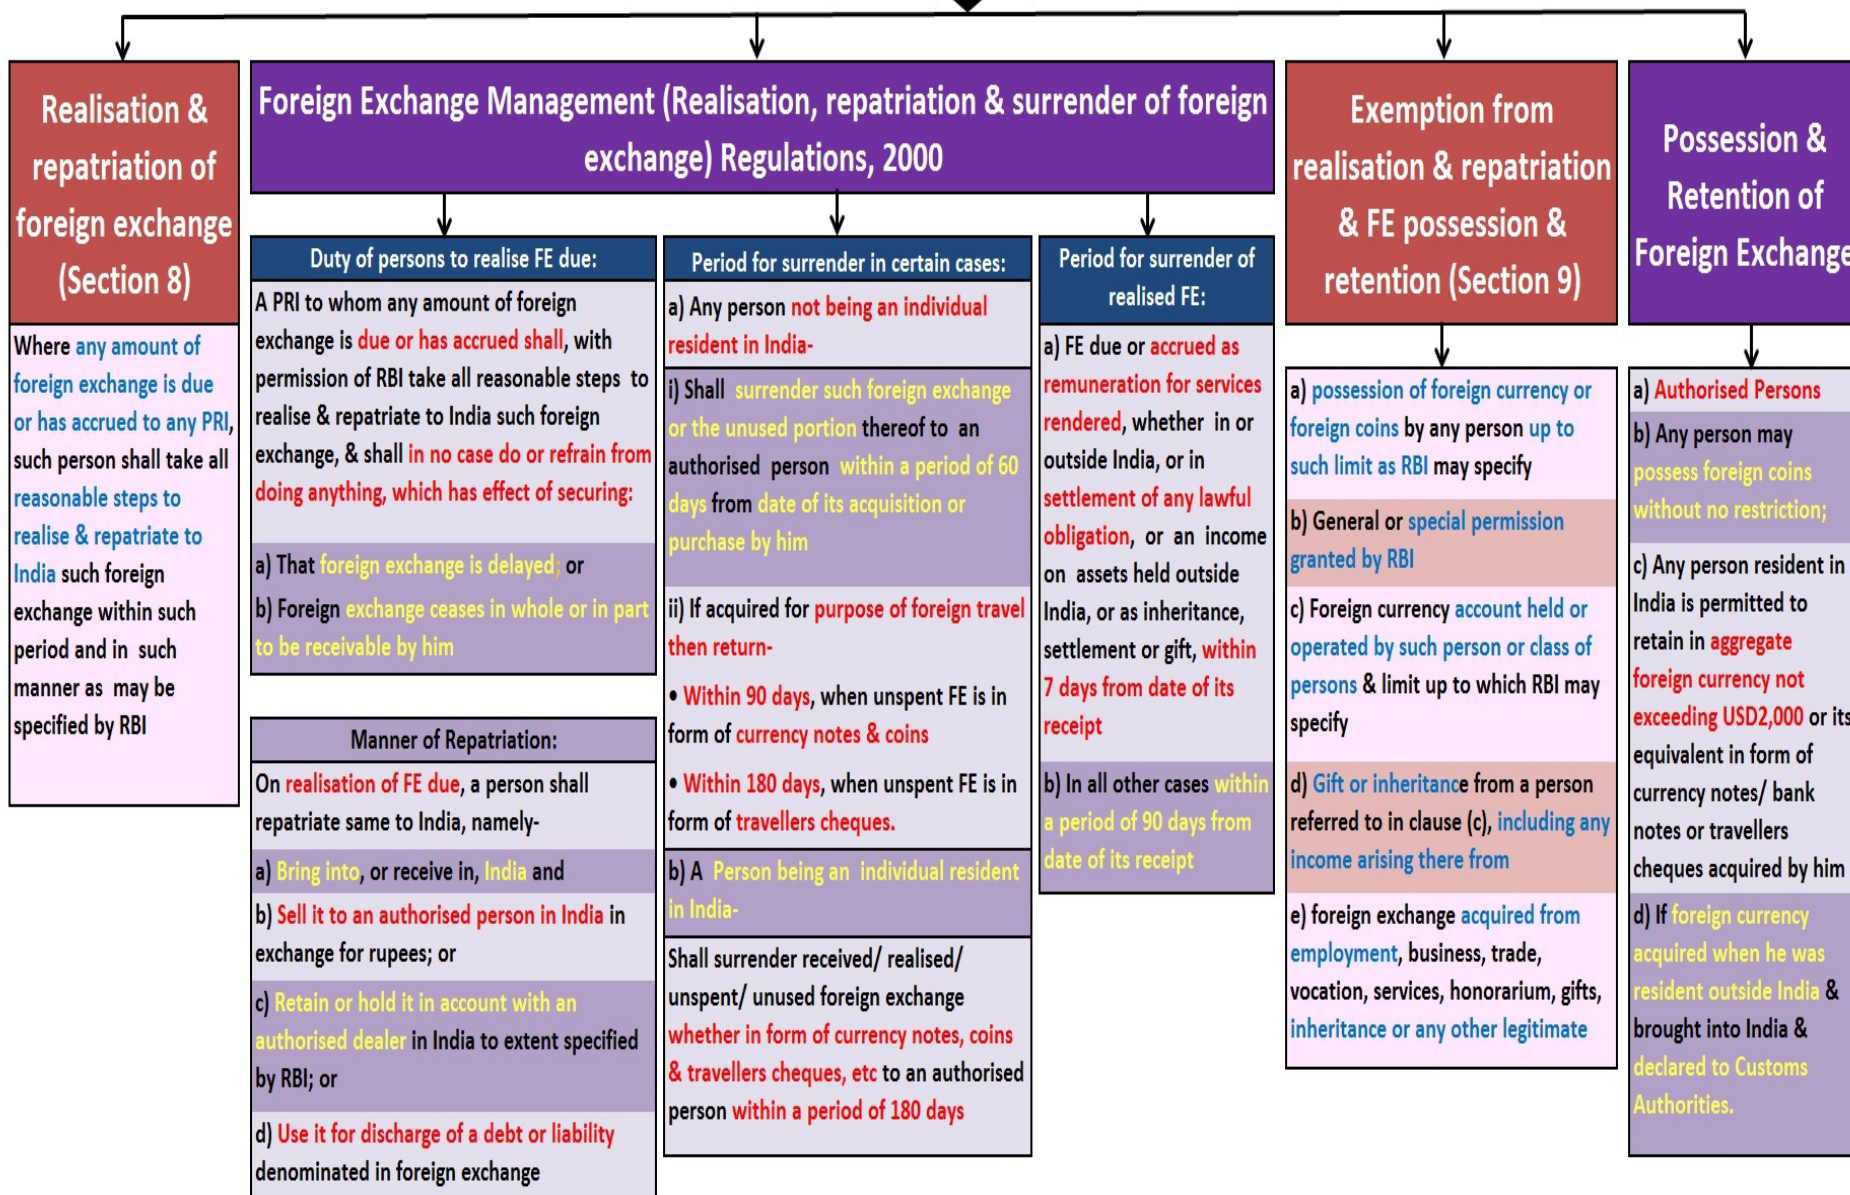 Realisation &
repatriation of
foreign exchange
(Section 8)
Where any amount of
foreign exchange is due
or has accrued to any PRI,
such person shall take all
reasonable steps to
realise & repatriate to
India such foreign
exchange within such
period and in such
manner as may be
specified by RBI
Foreign Exchange Management (Realisation, repatriation & surrender of foreign
exchange) Regulations, 2000
Duty of persons to realise FE due:
A PRI to whom any amount of foreign
exchange is due or has accrued shall, with
permission of RBI take all reasonable steps to
realise & repatriate to India such foreign
exchange, & shall in no case do or refrain from
doing anything, which has effect of securing:
a) That foreign exchange is delayed; or
b) Foreign exchange ceases in whole or in part
to be receivable by him
Manner of Repatriation:
On realisation of FE due, a person shall
repatriate same to India, namely-
a) Bring into, or receive in, India and
b) Sell it to an authorised person in India in
exchange for rupees; or
c) Retain or hold it in account with an
authorised dealer in India to extent specified
by RBI; or
d) Use it for discharge of a debt or liability
denominated in foreign exchange
Period for surrender in certain cases:
a) Any person not being an individual
resident in India-
i) Shall surrender such foreign exchange
or the unused portion thereof to an
authorised person within a period of 60
days from date of its acquisition or
purchase by him
ii) If acquired for purpose of foreign travel
then return-
• Within 90 days, when unspent FE is in
form of currency notes & coins
• Within 180 days, when unspent FE is in
form of travellers cheques.
b) A Person being an individual resident
in India-
Shall surrender received/ realised/
unspent/ unused foreign exchange
whether in form of currency notes, coins
& travellers cheques, etc to an authorised
person within a period of 180 days
Period for surrender of
realised FE:
a) FE due or accrued as
remuneration for services
rendered, whether in or
outside India, or in
settlement of any lawful
obligation, or an income
on assets held outside
India, or as inheritance,
settlement or gift, within
7 days from date of its
receipt
b) In all other cases within
a period of 90 days from
date of its receipt
Exemption from
realisation & repatriation
& FE possession &
retention (Section 9)
a) possession of foreign currency or
foreign coins by any person up to
such limit as RBI may specify
b) General or special permission
granted by RBI
c) Foreign currency account held or
operated by such person or class of
persons & limit up to which RBI may
specify
d) Gift or inheritance from a person
referred to in clause (c), including any
income arising there from
e) foreign exchange acquired from
employment, business, trade,
vocation, services, honorarium, gifts,
inheritance or any other legitimate
Possession &
Retention of
Foreign Exchange
a) Authorised Persons
b) Any person may
possess foreign coins
without no restriction;
c) Any person resident in
India is permitted to
retain in aggregate
foreign currency not
exceeding USD2,000 or its
equivalent in form of
currency notes/ bank
notes or travellers
cheques acquired by him
d) If foreign currency
acquired when he was
resident outside India &
brought into India &
declared to Customs
Authorities.